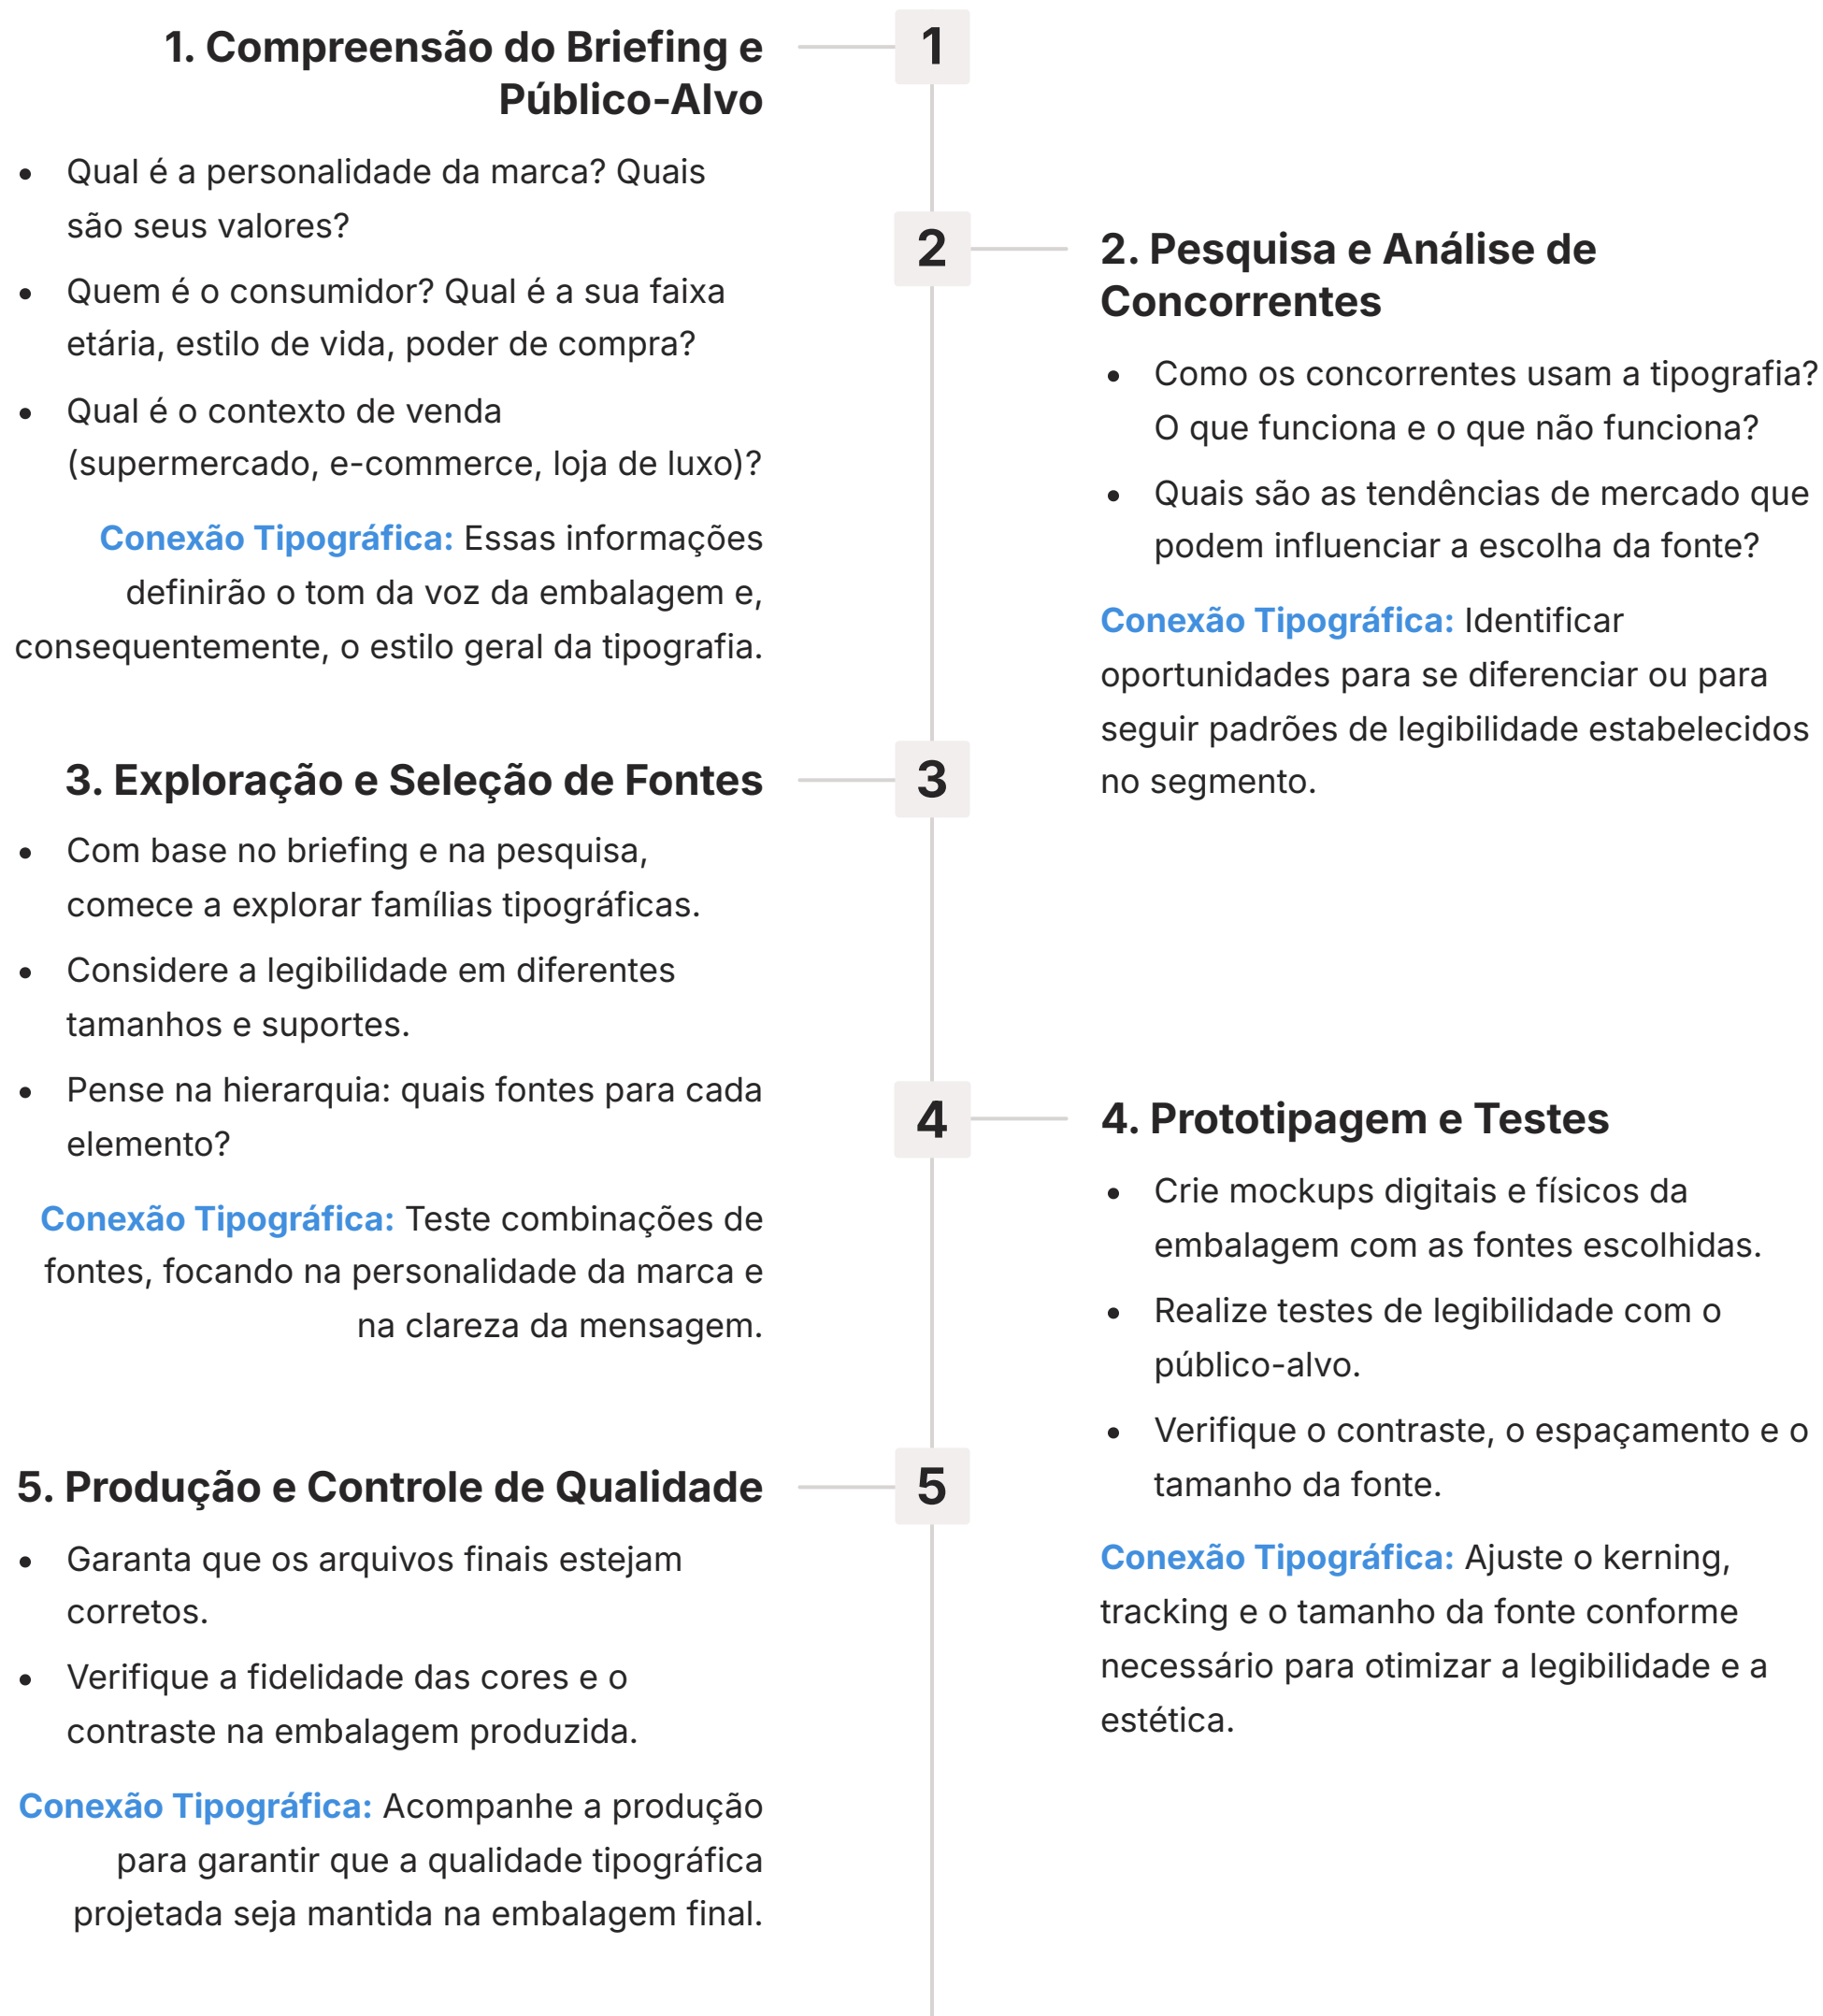 1
1. Compreensão do Briefing e
Público-Alvo
• Qual é a personalidade da marca? Quais
são seus valores?
• Quem é o consumidor? Qual é a sua faixa
etária, estilo de vida, poder de compra?
• Qual é o contexto de venda
(supermercado, e-commerce, loja de luxo)?
Conexão Tipográfica: Essas informações
definirão o tom da voz da embalagem e,
consequentemente, o estilo geral da tipografia.
2
2. Pesquisa e Análise de
Concorrentes
• Como os concorrentes usam a tipografia?
O que funciona e o que não funciona?
• Quais são as tendências de mercado que
podem influenciar a escolha da fonte?
Conexão Tipográfica: Identificar
oportunidades para se diferenciar ou para
seguir padrões de legibilidade estabelecidos
no segmento.
3
3. Exploração e Seleção de Fontes
• Com base no briefing e na pesquisa,
comece a explorar famílias tipográficas.
• Considere a legibilidade em diferentes
tamanhos e suportes.
• Pense na hierarquia: quais fontes para cada
elemento?
Conexão Tipográfica: Teste combinações de
fontes, focando na personalidade da marca e
na clareza da mensagem.
4
4. Prototipagem e Testes
• Crie mockups digitais e físicos da
embalagem com as fontes escolhidas.
• Realize testes de legibilidade com o
público-alvo.
• Verifique o contraste, o espaçamento e o
tamanho da fonte.
Conexão Tipográfica: Ajuste o kerning,
tracking e o tamanho da fonte conforme
necessário para otimizar a legibilidade e a
estética.
5
5. Produção e Controle de Qualidade
• Garanta que os arquivos finais estejam
corretos.
• Verifique a fidelidade das cores e o
contraste na embalagem produzida.
Conexão Tipográfica: Acompanhe a produção
para garantir que a qualidade tipográfica
projetada seja mantida na embalagem final.